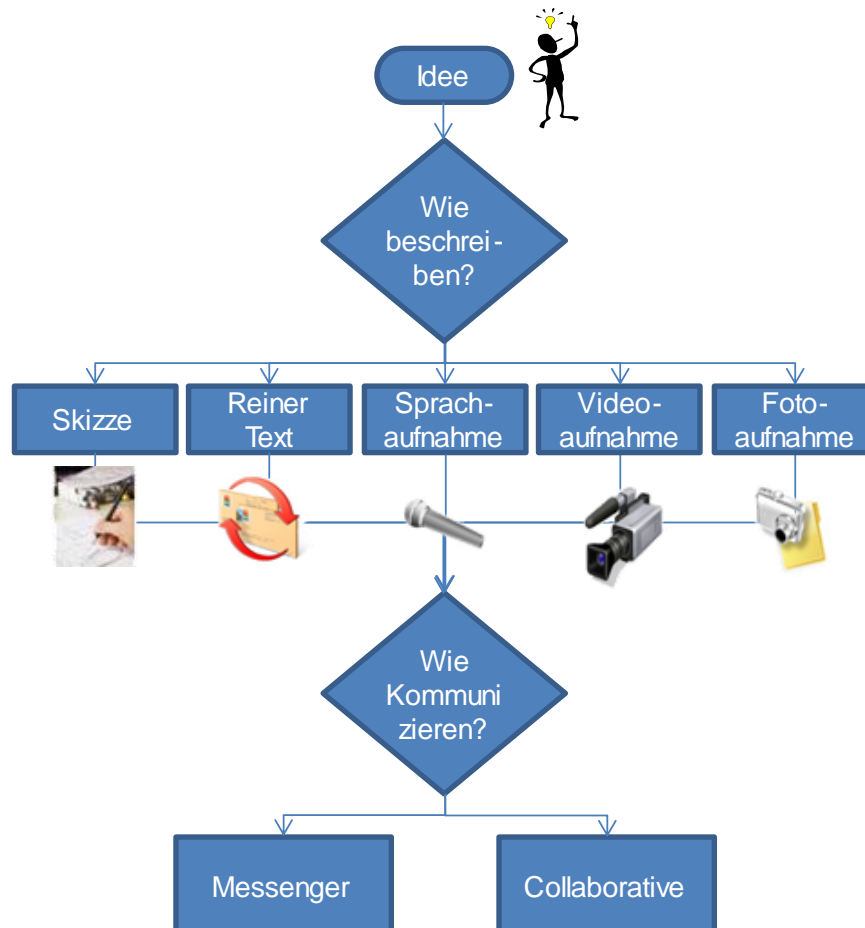 Idee
Wie
beschrei-
ben?
Skizze
Reiner
Text
Sprach-
aufnahme
Video-
aufnahme
Foto-
aufnahme
Wie
Kommuni
zieren?
Messenger
Collaborative